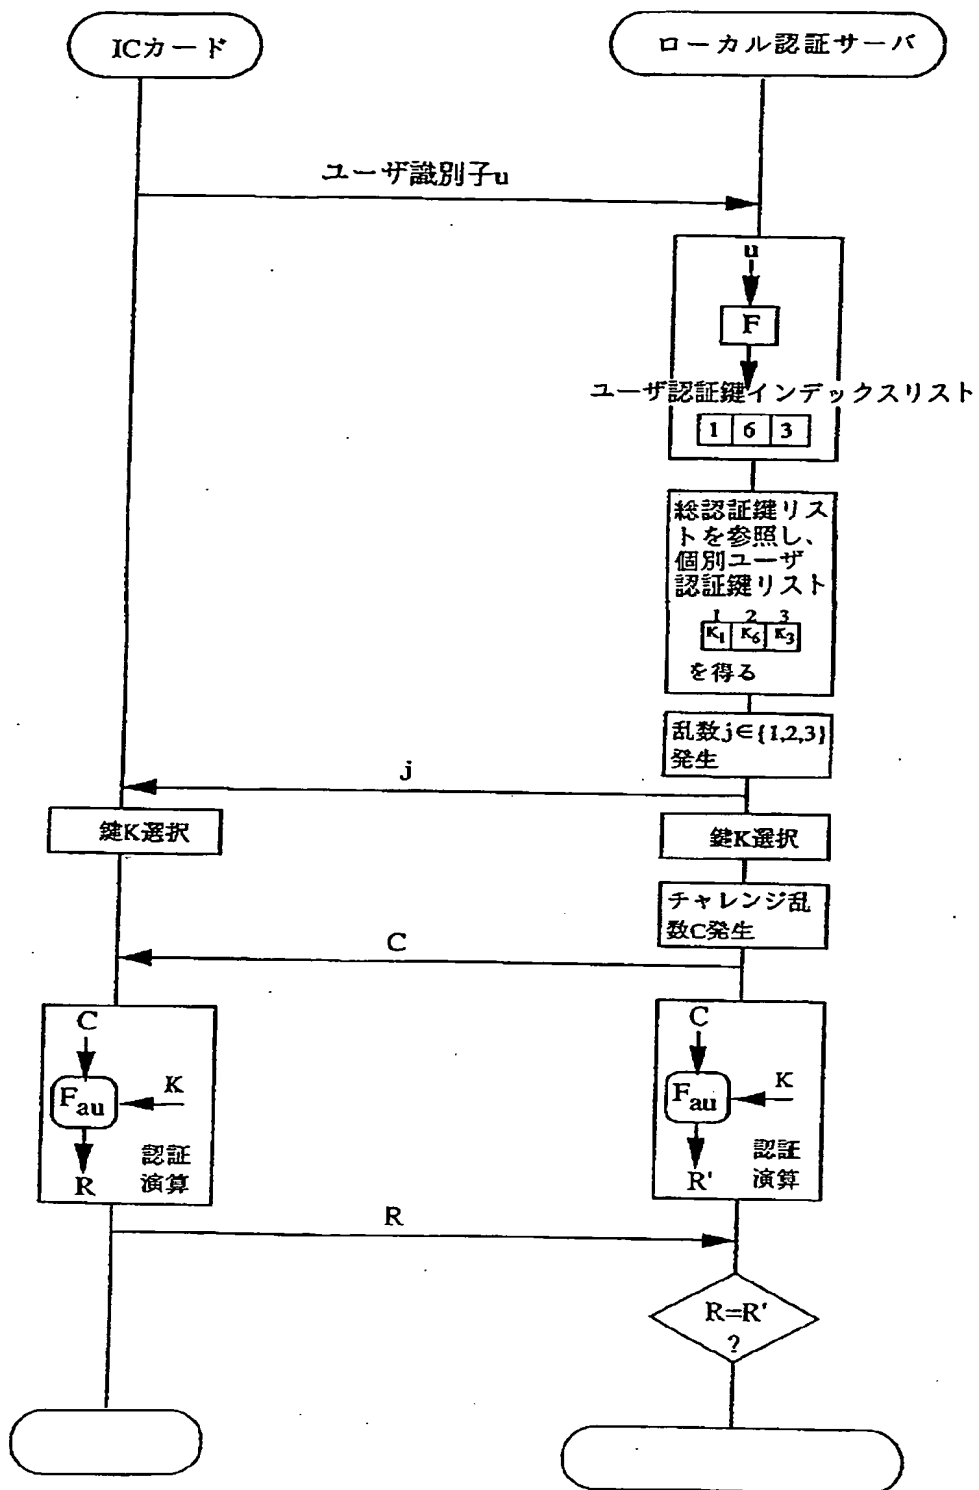 ICカード
ローカル認証サーバ
ユーザ識別子u
u
F
ユーザ認証鍵インデックスリスト
1 6 3
総認証鍵リス
トを参照し、
個別ユーザ
認証鍵リスト
1 2 3
K1 K6 K3
を得る
乱数j∈{1,2,3}
発生
j
鍵K選択
鍵K選択
チャレンジ乱
数C発生
C
C
Fau
K
R
認証
演算
C
Fau
K
R'
認証
演算
R
R=R'
?